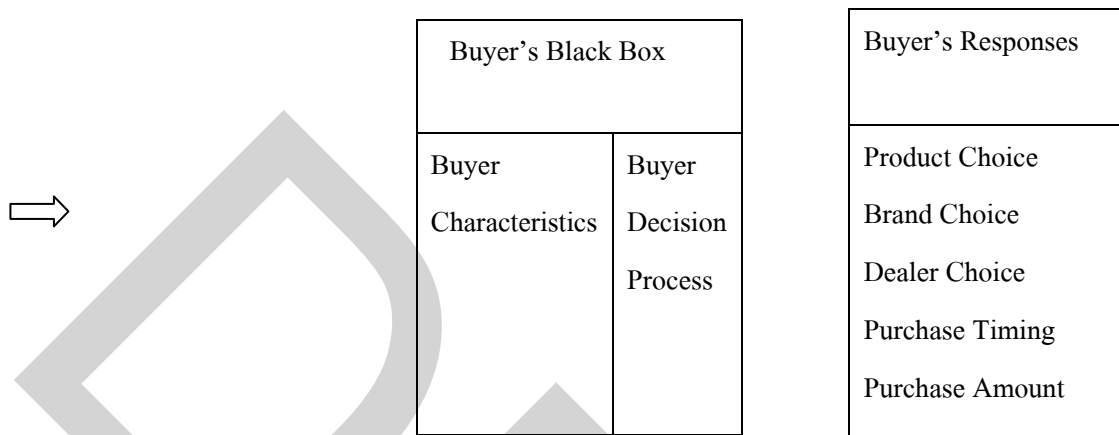 Buyer’s Black Box
Buyer
Characteristics
Buyer
Decision
Process
Buyer’s Responses
Product Choice
Brand Choice
Dealer Choice
Purchase Timing
Purchase Amount